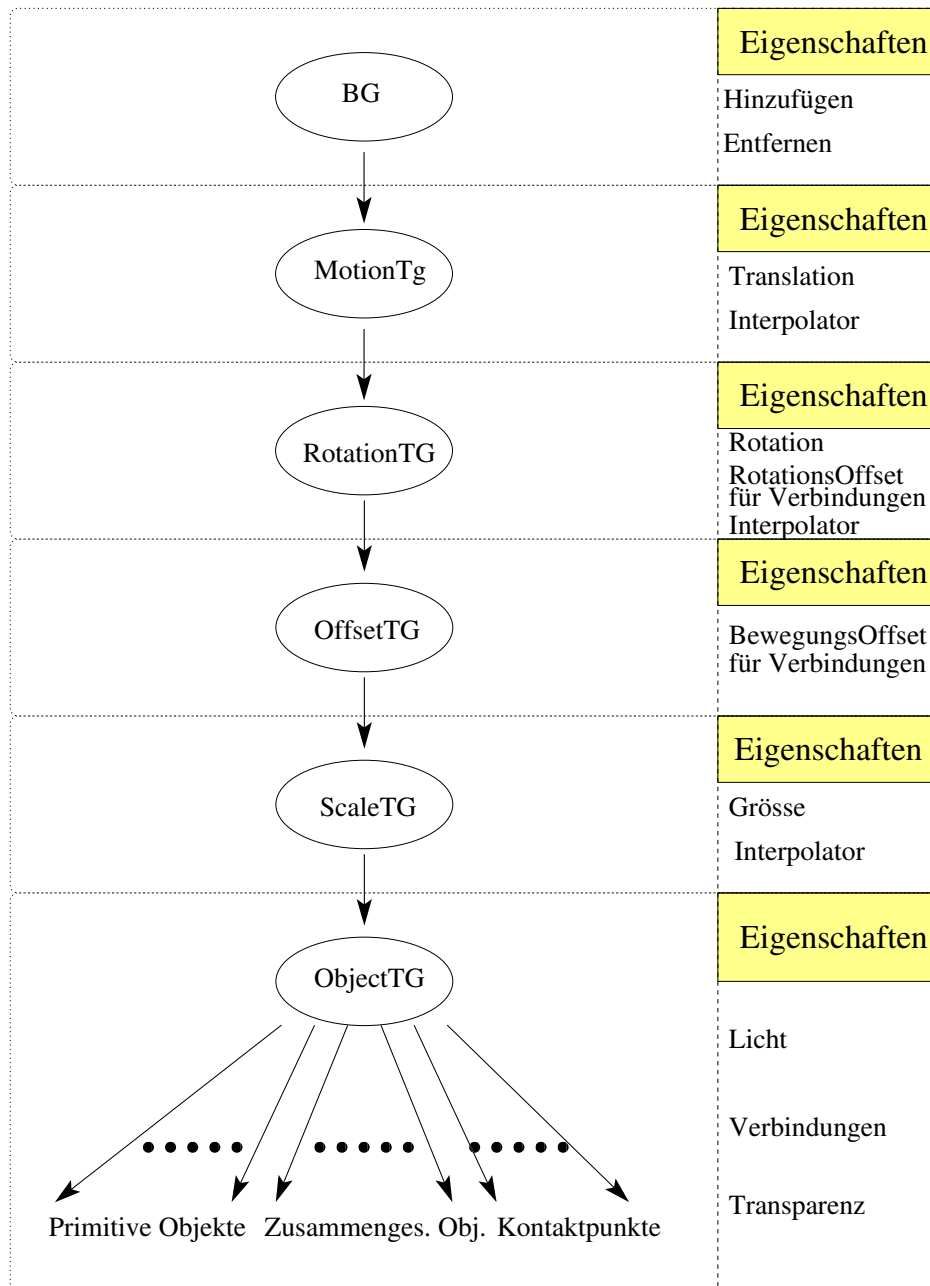 Eigenschaften
BG
Hinzufügen
Entfernen
Eigenschaften
MotionTg
Translation
Interpolator
Eigenschaften
RotationTG
Rotation
RotationsOffset
für Verbindungen
Interpolator
Eigenschaften
OffsetTG
BewegungsOffset
für Verbindungen
Eigenschaften
ScaleTG
Grösse
Interpolator
Eigenschaften
ObjectTG
Licht
Verbindungen
Transparenz
Primitive Objekte Zusammenges. Obj. Kontaktpunkte